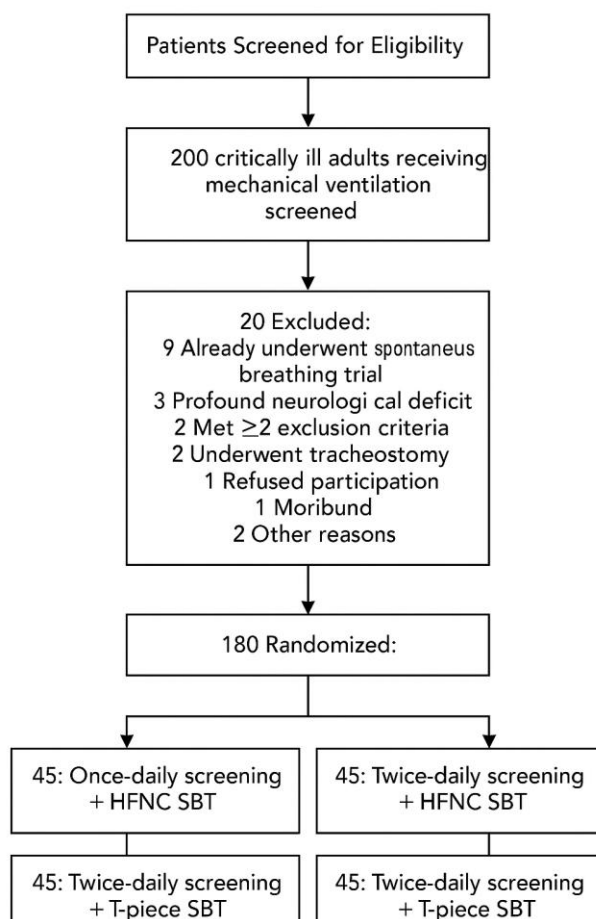 Patients Screened for Eligibility
200 critically ill adults receiving
mechanical ventilation
screened
20 Excluded:
9 Already underwent spontaneus
breathing trial
3 Profound neurologi cal deficit
2 Met ≥2 exclusion criteria
2 Underwent tracheostomy
1 Refused participation
1 Moribund
2 Other reasons
180 Randomized:
45: Once-daily screening
+ HFNC SBT
45: Twice-daily screening
+ HFNC SBT
45: Twice-daily screening
+ T-piece SBT
45: Twice-daily screening
+ T-piece SBT